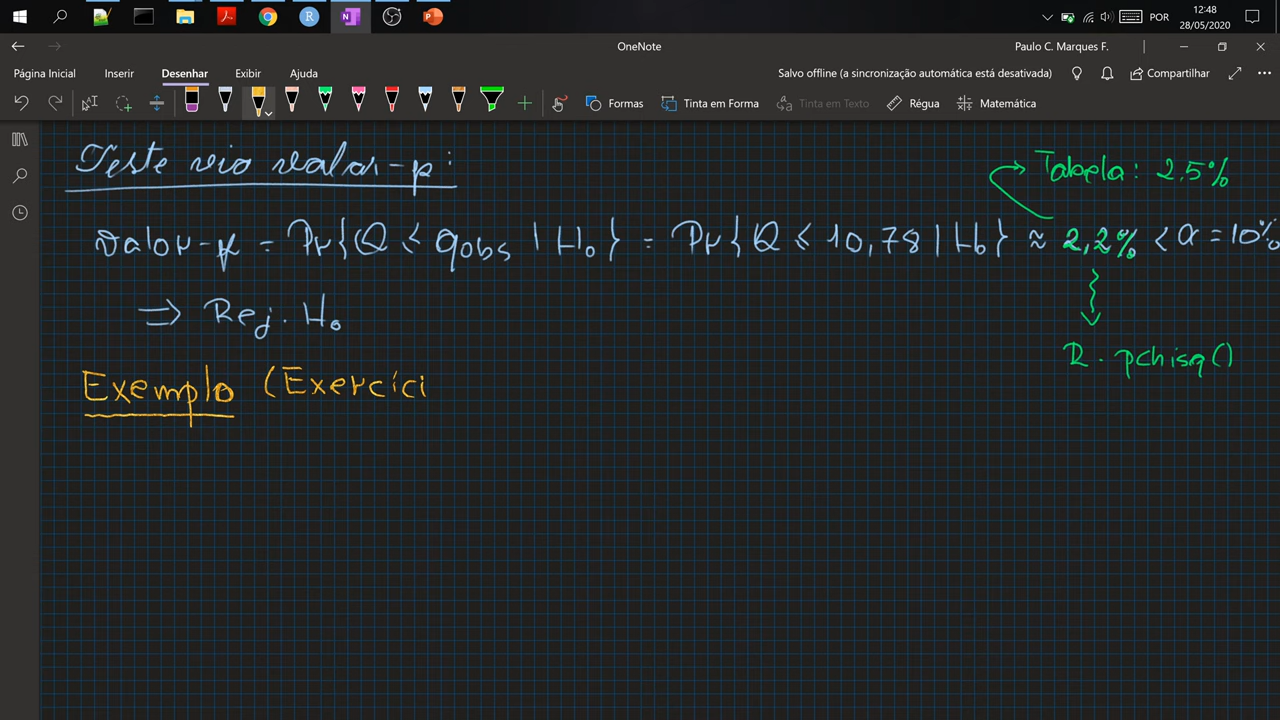 12:48
POR
28/05/2020
OneNote
Paulo C. Marques F.
Página Inicial Inserir Desenhar Exibir Ajuda
Salvo offline (a sincronização automática está desativada)
Compartilhar
Formas Tinta em Forma Tinta em Texto Régua Matemática
Teste via valor-p:
Tabela: 2.5%
valor-p = Pr{Q ≤ qobs | H₀} = Pr{Q ≤ 10,78 | H₀} ≈ 2,2% < α = 10%
⇒ Rej. H₀
R. pchisq()
Exemplo (Exercíci